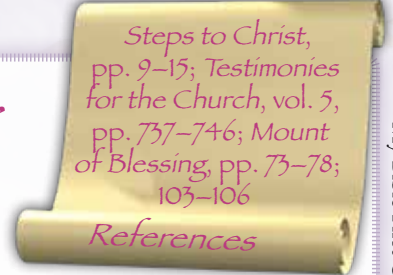 Steps to Christ,
pp. 9–15; Testimonies
for the Church, vol. 5,
pp. 737–746; Mount
of Blessing, pp. 73–78;
103–106
References